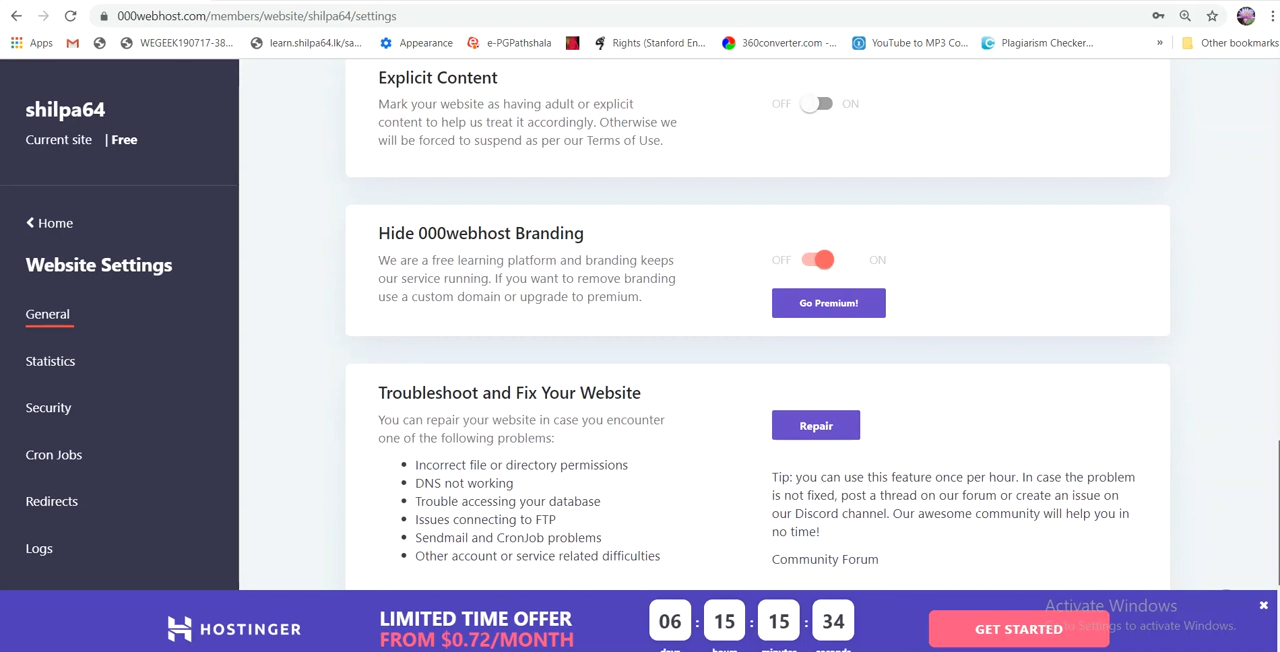 000webhost.com/members/website/shilpa64/settings
Apps WEGEEK190717-38... learn.shilpa64.lk/sa... Appearance e-PGPathshala Rights (Stanford En... 360converter.com -... YouTube to MP3 Co... Plagiarism Checker... » Other bookmarks
shilpa64
Current site | Free
Home
Website Settings
General
Statistics
Security
Cron Jobs
Redirects
Logs
Explicit Content
Mark your website as having adult or explicit
content to help us treat it accordingly. Otherwise we
will be forced to suspend as per our Terms of Use.
OFF ON
Hide 000webhost Branding
We are a free learning platform and branding keeps
our service running. If you want to remove branding
use a custom domain or upgrade to premium.
OFF ON
Go Premium!
Troubleshoot and Fix Your Website
You can repair your website in case you encounter
one of the following problems:
• Incorrect file or directory permissions
• DNS not working
• Trouble accessing your database
• Issues connecting to FTP
• Sendmail and CronJob problems
• Other account or service related difficulties
Repair
Tip: you can use this feature once per hour. In case the problem
is not fixed, post a thread on our forum or create an issue on
our Discord channel. Our awesome community will help you in
no time!
Community Forum
HOSTINGER
LIMITED TIME OFFER
FROM $0.72/MONTH
06 : 15 : 15 : 34
days hours minutes seconds
GET STARTED
Activate Windows
Settings to activate Windows.